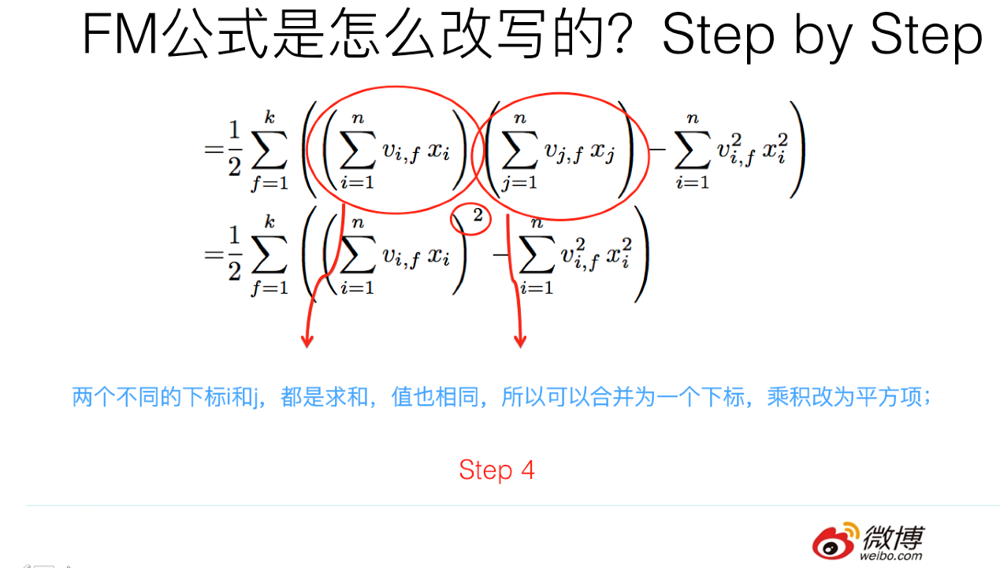 FM公式是怎么改写的？Step by Step
$=\frac{1}{2}\sum_{f=1}^{k}\left(\left(\sum_{i=1}^{n}v_{i,f}\,x_i\right)\left(\sum_{j=1}^{n}v_{j,f}\,x_j\right)-\sum_{i=1}^{n}v_{i,f}^2\,x_i^2\right)$
$=\frac{1}{2}\sum_{f=1}^{k}\left(\left(\sum_{i=1}^{n}v_{i,f}\,x_i\right)^2-\sum_{i=1}^{n}v_{i,f}^2\,x_i^2\right)$
两个不同的下标i和j，都是求和，值也相同，所以可以合并为一个下标，乘积改为平方项；
Step 4
微博
weibo.com